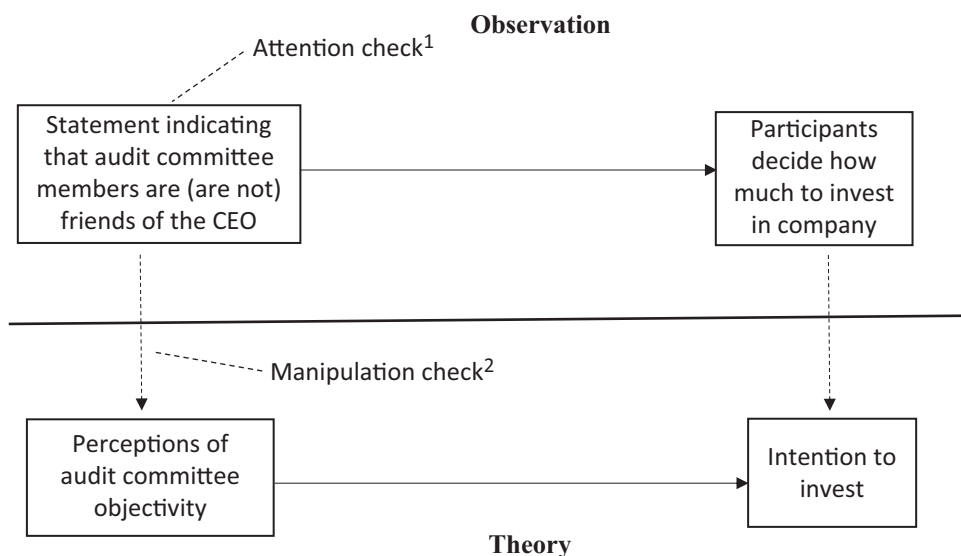 Observation
Attention check1
Statement indicating
that audit committee
members are (are not)
friends of the CEO
Participants
decide how
much to invest
in company
Manipulation check2
Perceptions of
audit committee
objectivity
Intention to
invest
Theory